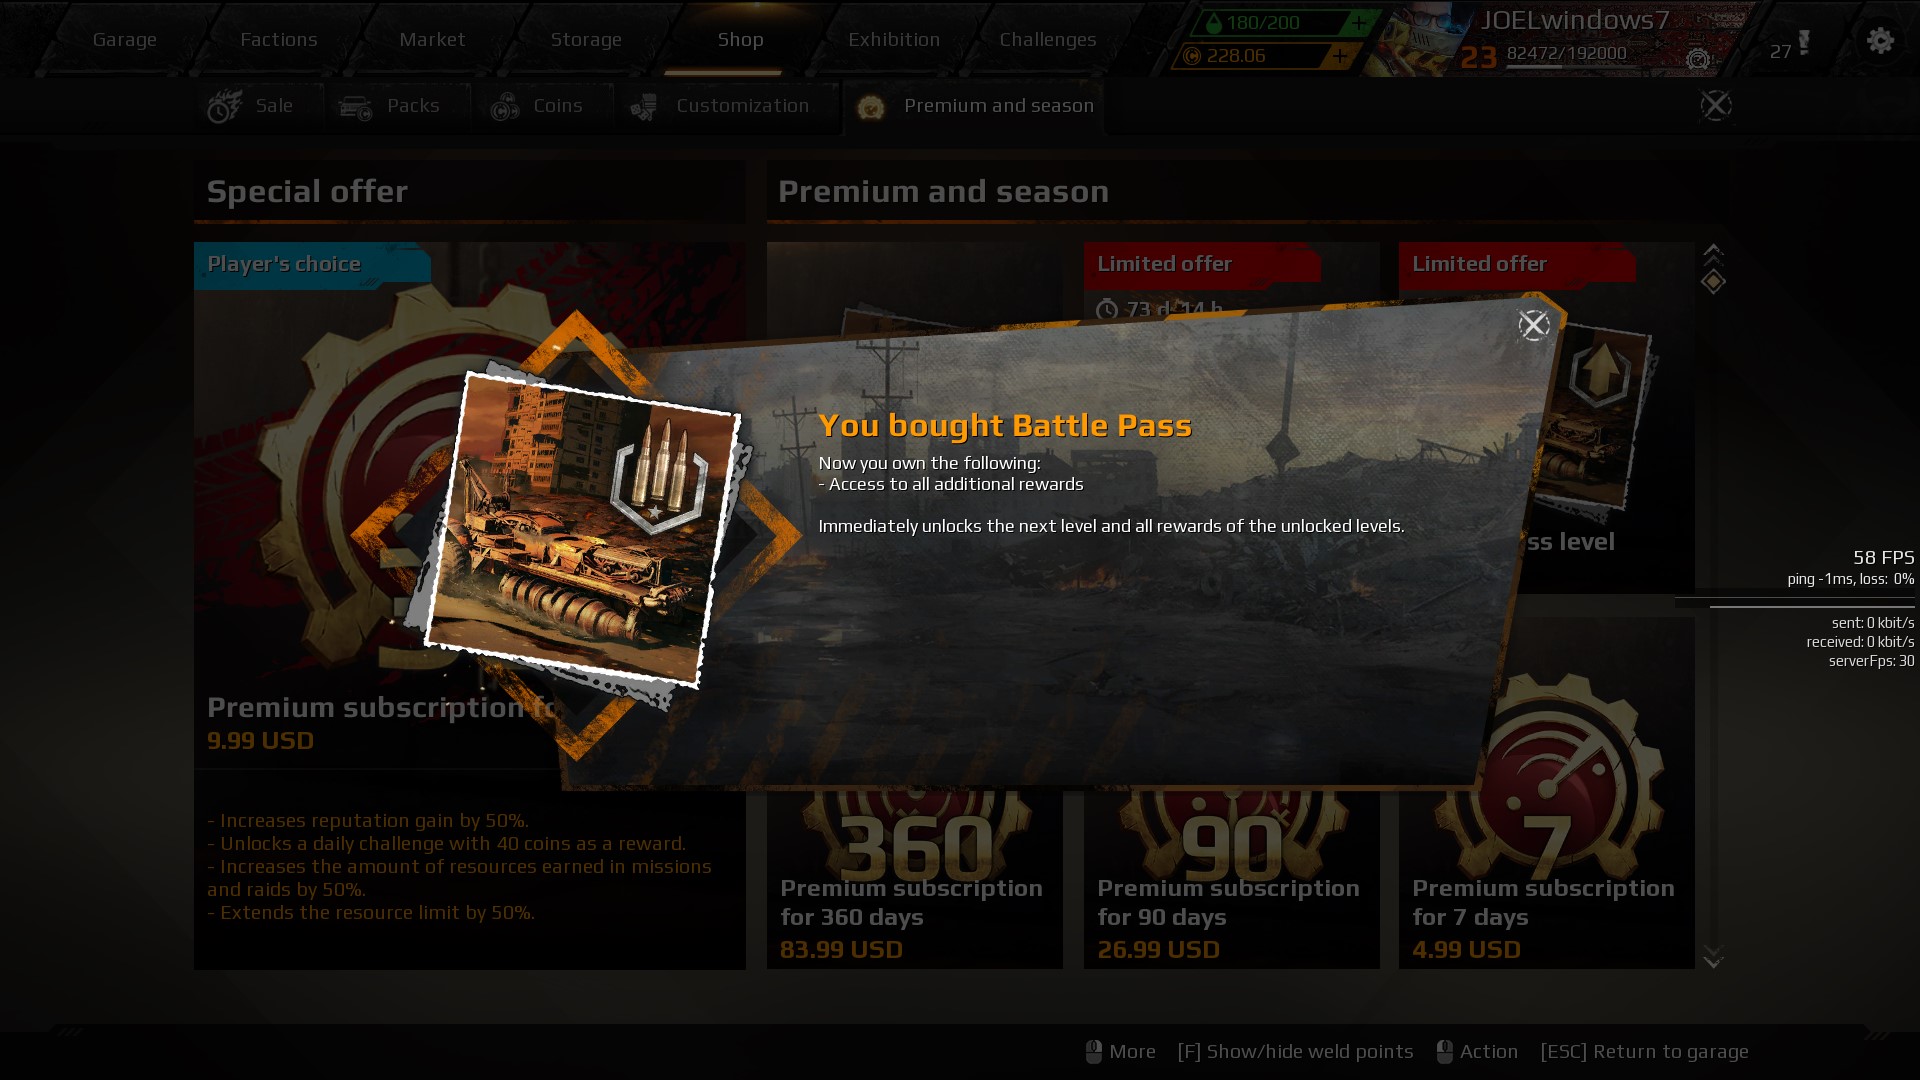 Garage
Factions
Market
Storage
Shop
Exhibition
Challenges
180/200
228.06
JOELwindows7
23
82472/192000
27
Sale
Packs
Coins
Customization
Premium and season
Special offer
Premium and season
Player's choice
Limited offer
Limited offer
73 d 14 h
You bought Battle Pass
Now you own the following:
- Access to all additional rewards
Immediately unlocks the next level and all rewards of the unlocked levels.
ss level
58 FPS
ping -1ms, loss: 0%
sent: 0 kbit/s
received: 0 kbit/s
serverFps: 30
Premium subscription fo
9.99 USD
- Increases reputation gain by 50%.
- Unlocks a daily challenge with 40 coins as a reward.
- Increases the amount of resources earned in missions
and raids by 50%.
- Extends the resource limit by 50%.
360
Premium subscription
for 360 days
83.99 USD
90
Premium subscription
for 90 days
26.99 USD
7
Premium subscription
for 7 days
4.99 USD
More
[F] Show/hide weld points
Action
[ESC] Return to garage